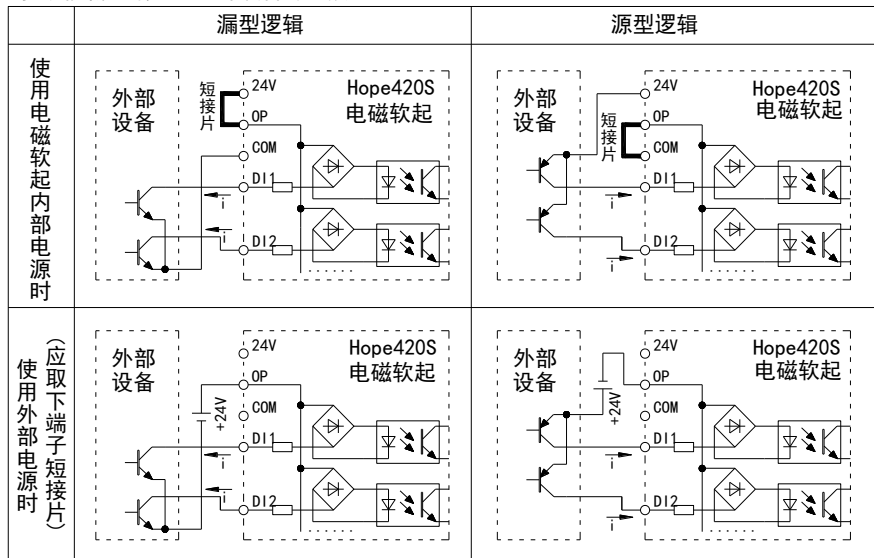 漏型逻辑
源型逻辑
使用电磁软起内部电源时
外部
设备
短接片
24V
OP
COM
DI1
DI2
i
i
Hope420S
电磁软起
······
外部
设备
短接片
24V
OP
COM
DI1
DI2
i
i
Hope420S
电磁软起
······
使用外部电源时
(应取下端子短接片)
外部
设备
+24V
24V
OP
COM
DI1
DI2
i
i
Hope420S
电磁软起
······
外部
设备
+24V
24V
OP
COM
DI1
DI2
i
i
Hope420S
电磁软起
······